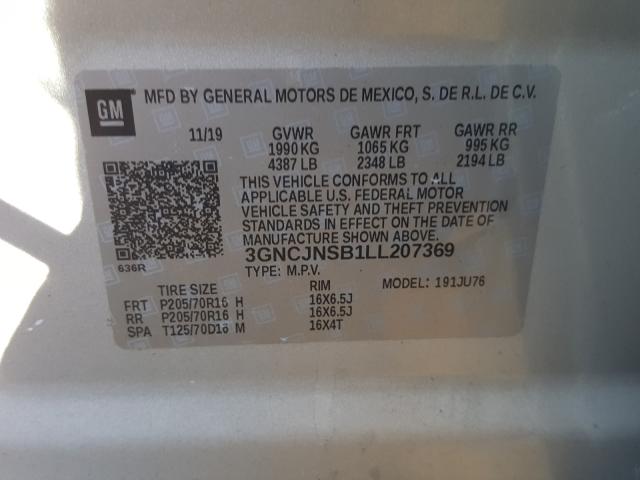 GM
MFD BY GENERAL MOTORS DE MEXICO, S. DE R.L. DE C.V.
11/19 GVWR GAWR FRT GAWR RR
1990 KG 1065 KG 995 KG
4387 LB 2348 LB 2194 LB
THIS VEHICLE CONFORMS TO ALL
APPLICABLE U.S. FEDERAL MOTOR
VEHICLE SAFETY AND THEFT PREVENTION
STANDARDS IN EFFECT ON THE DATE OF
MANUFACTURE SHOWN ABOVE.
636R
3GNCJNSB1LL207369
TYPE: M.P.V. MODEL: 191JU76
TIRE SIZE RIM
FRT P205/70R16 H 16X6.5J
RR P205/70R16 H 16X6.5J
SPA T125/70D16 M 16X4T